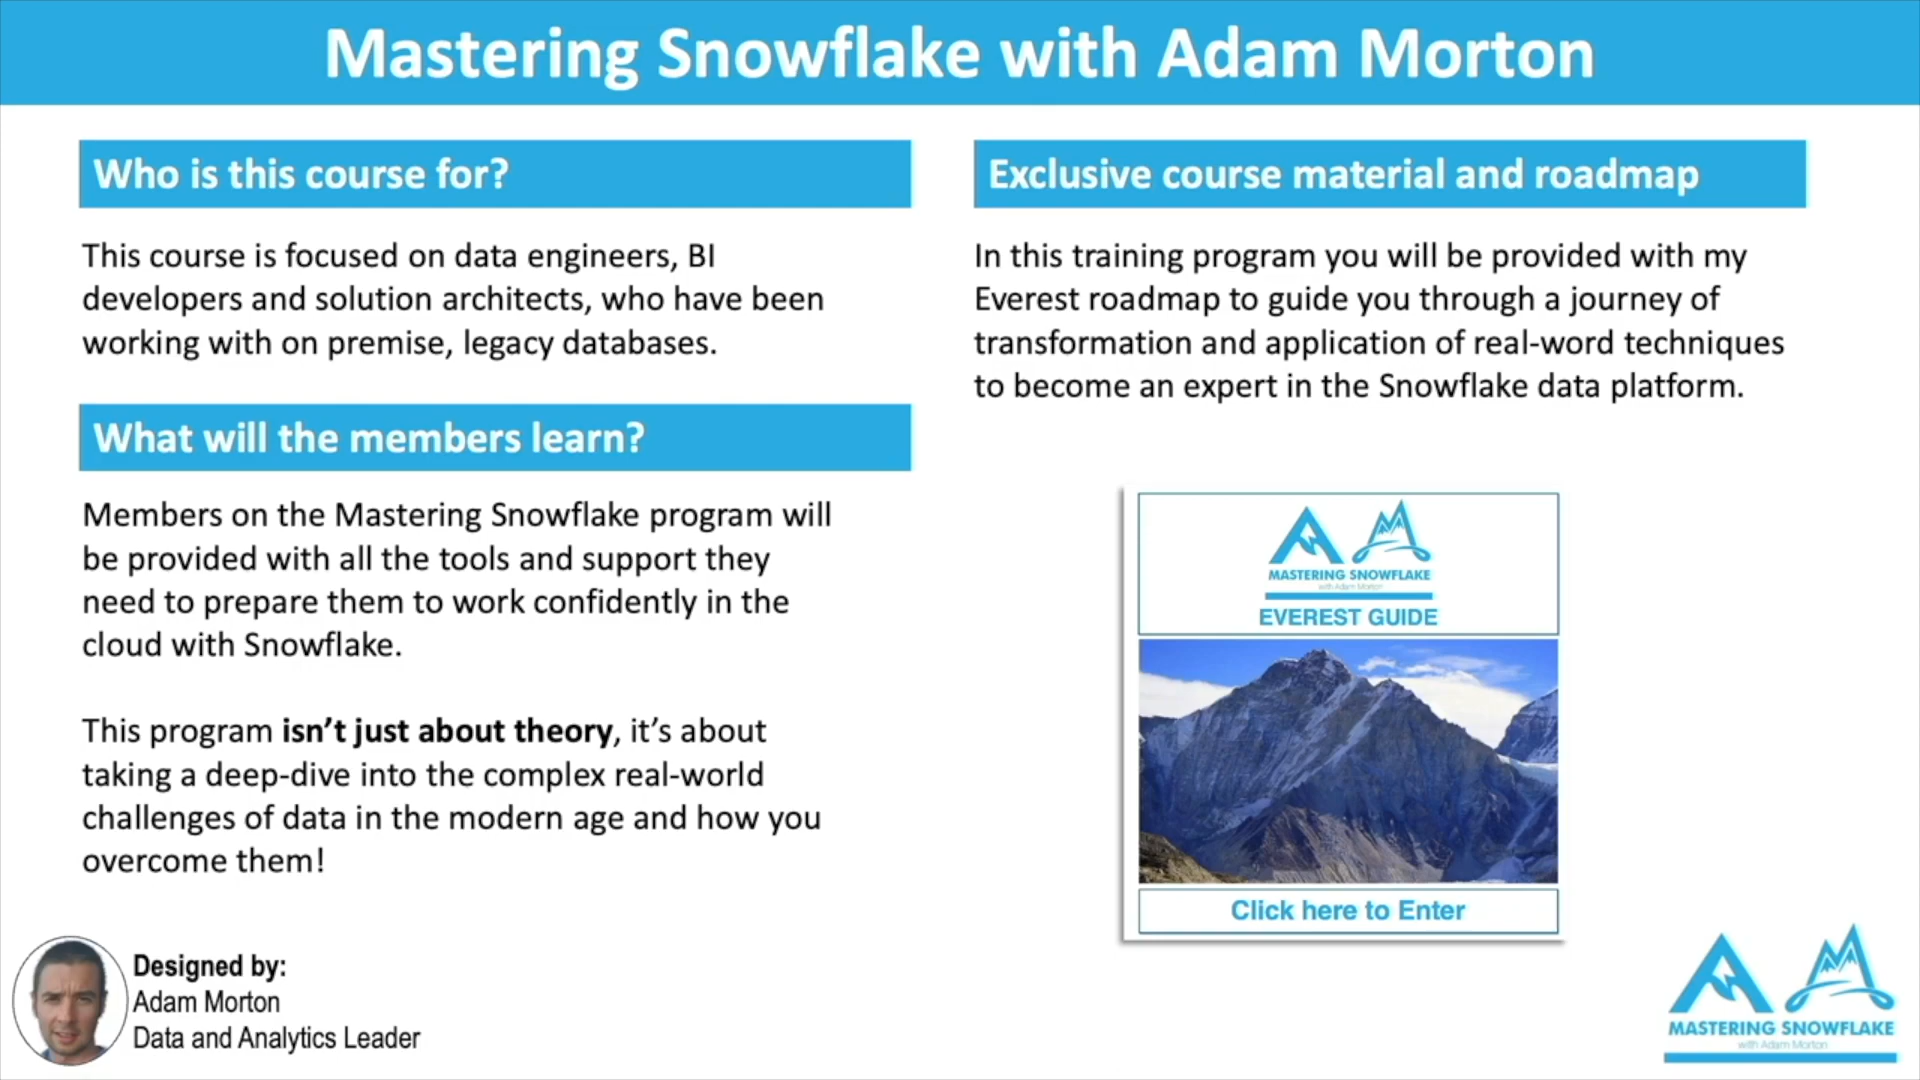 Mastering Snowflake with Adam Morton
Who is this course for?
This course is focused on data engineers, BI
developers and solution architects, who have been
working with on premise, legacy databases.
What will the members learn?
Members on the Mastering Snowflake program will
be provided with all the tools and support they
need to prepare them to work confidently in the
cloud with Snowflake.
This program isn’t just about theory, it’s about
taking a deep-dive into the complex real-world
challenges of data in the modern age and how you
overcome them!
Exclusive course material and roadmap
In this training program you will be provided with my
Everest roadmap to guide you through a journey of
transformation and application of real-word techniques
to become an expert in the Snowflake data platform.
MASTERING SNOWFLAKE
with Adam Morton
EVEREST GUIDE
Click here to Enter
Designed by:
Adam Morton
Data and Analytics Leader
MASTERING SNOWFLAKE
with Adam Morton